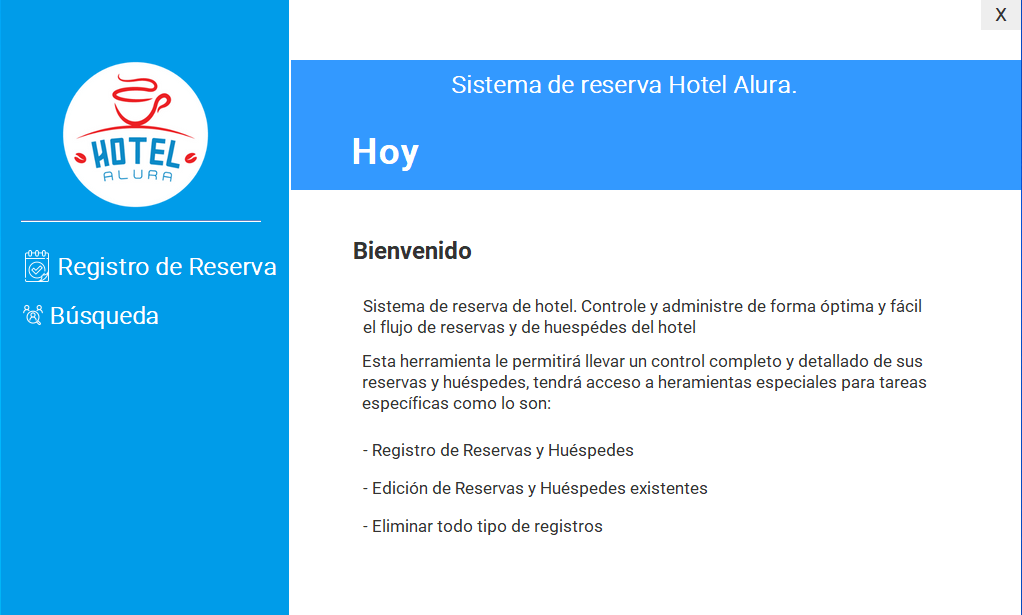 X
HOTEL
ALURA
Registro de Reserva
Búsqueda
Sistema de reserva Hotel Alura.
Hoy
Bienvenido
Sistema de reserva de hotel. Controle y administre de forma óptima y fácil
el flujo de reservas y de huespédes del hotel
Esta herramienta le permitirá llevar un control completo y detallado de sus
reservas y huéspedes, tendrá acceso a heramientas especiales para tareas
específicas como lo son:
- Registro de Reservas y Huéspedes
- Edición de Reservas y Huéspedes existentes
- Eliminar todo tipo de registros